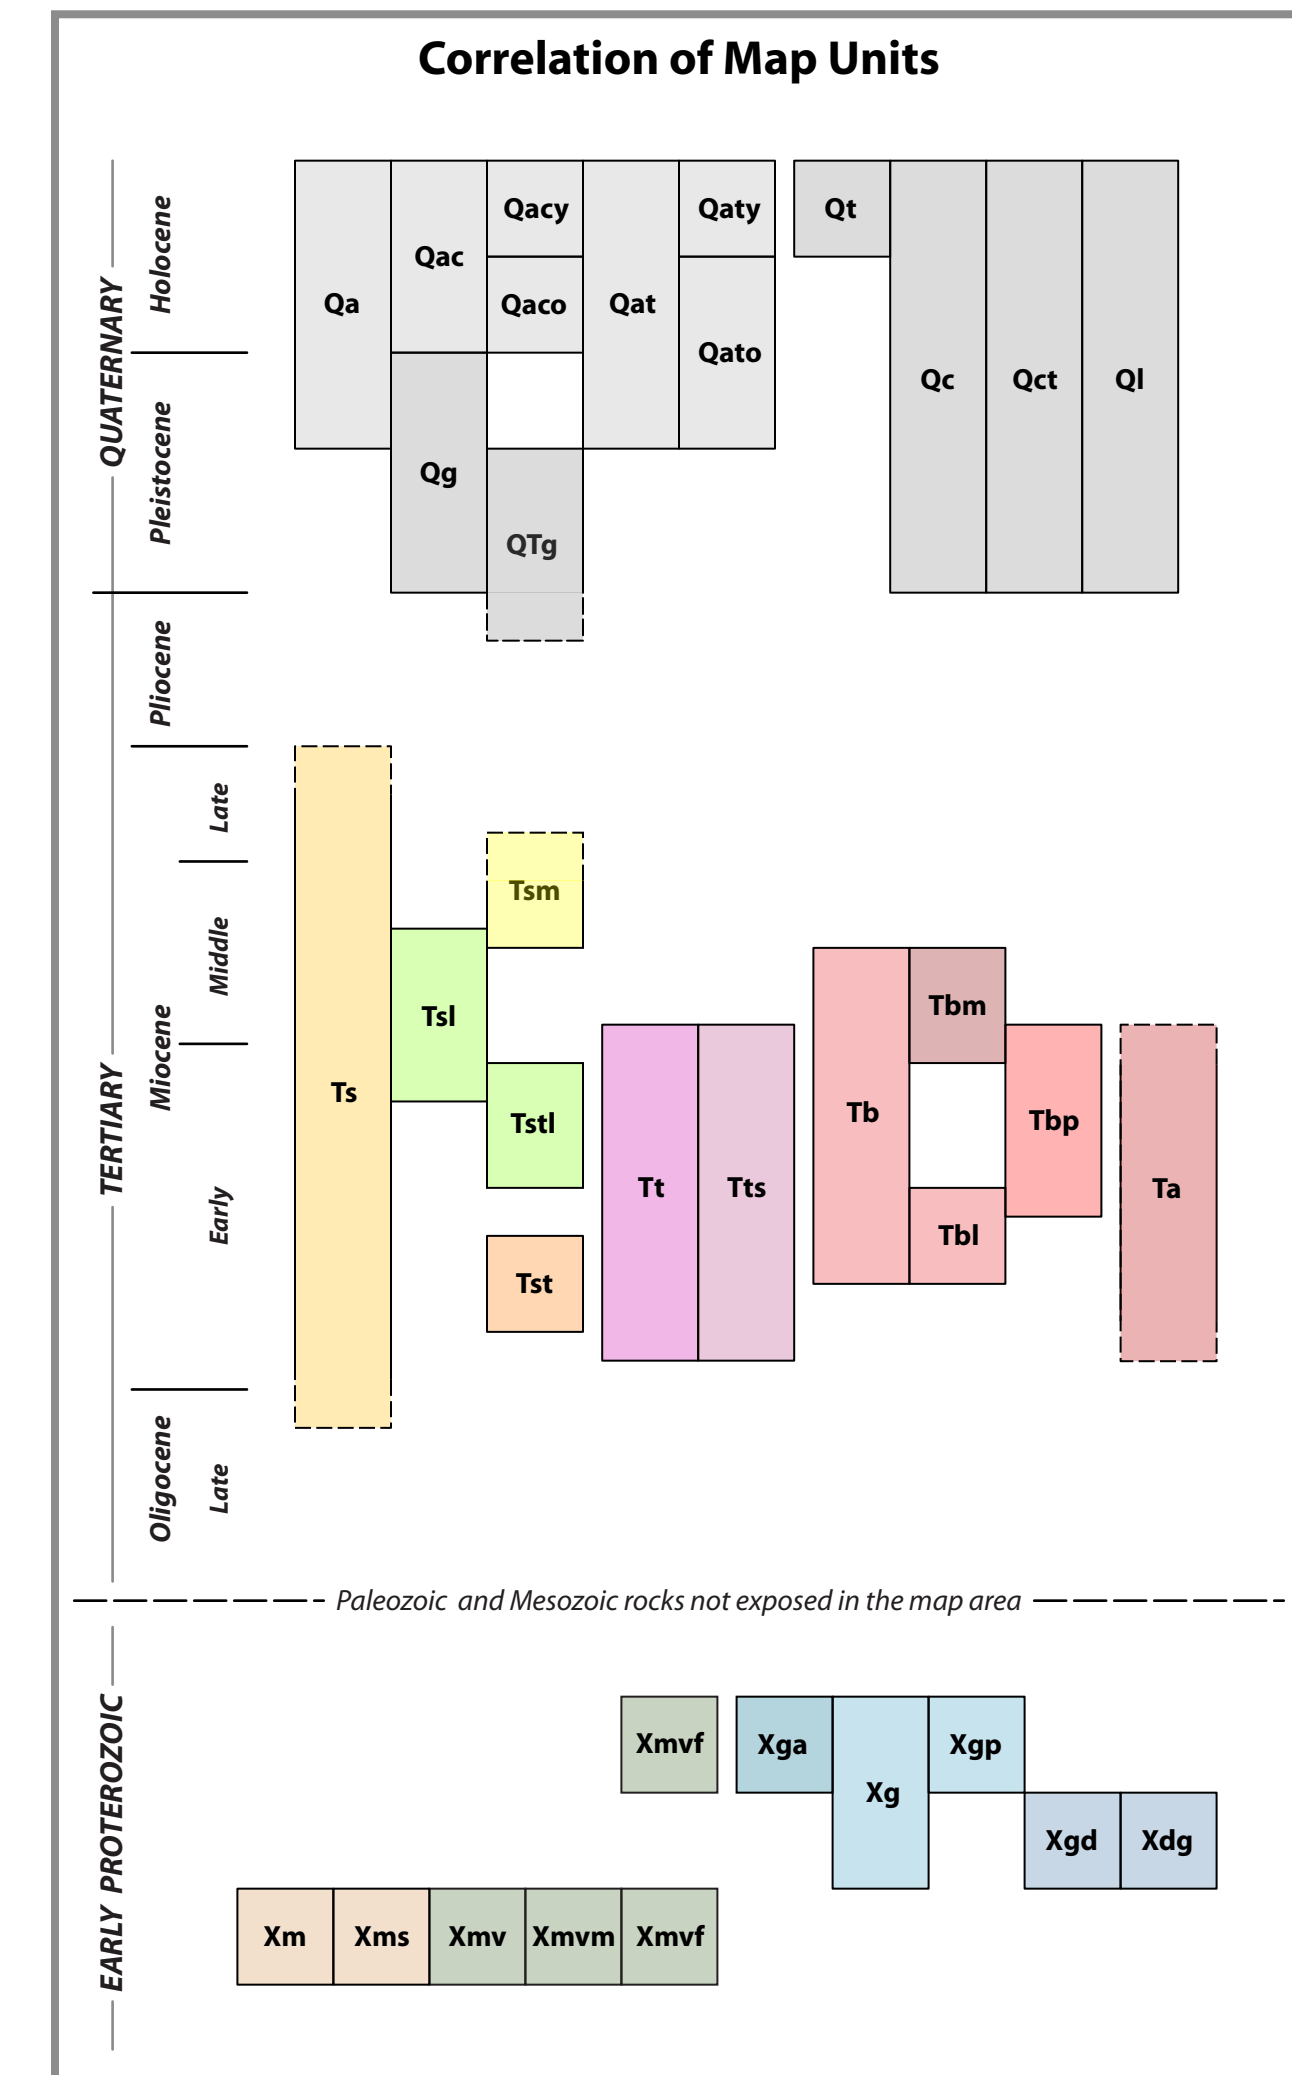 Correlation of Map Units
QUATERNARY
Holocene
Pleistocene
Qa
Qac
Qacy
Qaco
Qat
Qaty
Qato
Qt
Qc
Qct
Ql
Qg
QTg
TERTIARY
Pliocene
Miocene
Late
Middle
Early
Oligocene
Late
Ts
Tsl
Tsm
Tstl
Tst
Tt
Tts
Tb
Tbm
Tbl
Tbp
Ta
Paleozoic and Mesozoic rocks not exposed in the map area
EARLY PROTEROZOIC
Xmvf
Xga
Xg
Xgp
Xgd
Xdg
Xm
Xms
Xmv
Xmvm
Xmvf